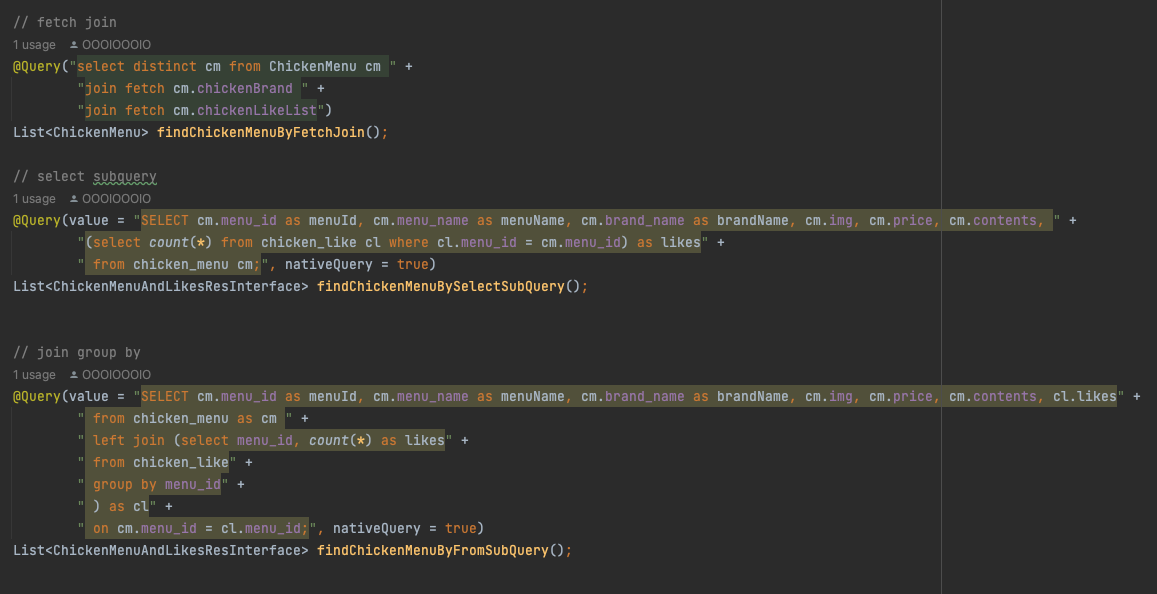 // fetch join
1 usage OOOIOOOIO
@Query("select distinct cm from ChickenMenu cm " +
"join fetch cm.chickenBrand " +
"join fetch cm.chickenLikeList")
List<ChickenMenu> findChickenMenuByFetchJoin();
// select subquery
1 usage OOOIOOOIO
@Query(value = "SELECT cm.menu_id as menuId, cm.menu_name as menuName, cm.brand_name as brandName, cm.img, cm.price, cm.contents, " +
"(select count(*) from chicken_like cl where cl.menu_id = cm.menu_id) as likes" +
" from chicken_menu cm;", nativeQuery = true)
List<ChickenMenuAndLikesResInterface> findChickenMenuBySelectSubQuery();
// join group by
1 usage OOOIOOOIO
@Query(value = "SELECT cm.menu_id as menuId, cm.menu_name as menuName, cm.brand_name as brandName, cm.img, cm.price, cm.contents, cl.likes" +
" from chicken_menu as cm " +
" left join (select menu_id, count(*) as likes" +
" from chicken_like" +
" group by menu_id" +
" ) as cl" +
" on cm.menu_id = cl.menu_id;", nativeQuery = true)
List<ChickenMenuAndLikesResInterface> findChickenMenuByFromSubQuery();